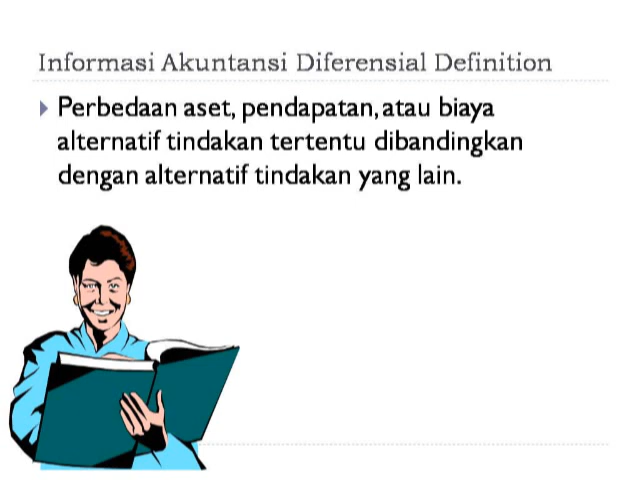 Informasi Akuntansi Diferensial Definition
Perbedaan aset, pendapatan, atau biaya
alternatif tindakan tertentu dibandingkan
dengan alternatif tindakan yang lain.